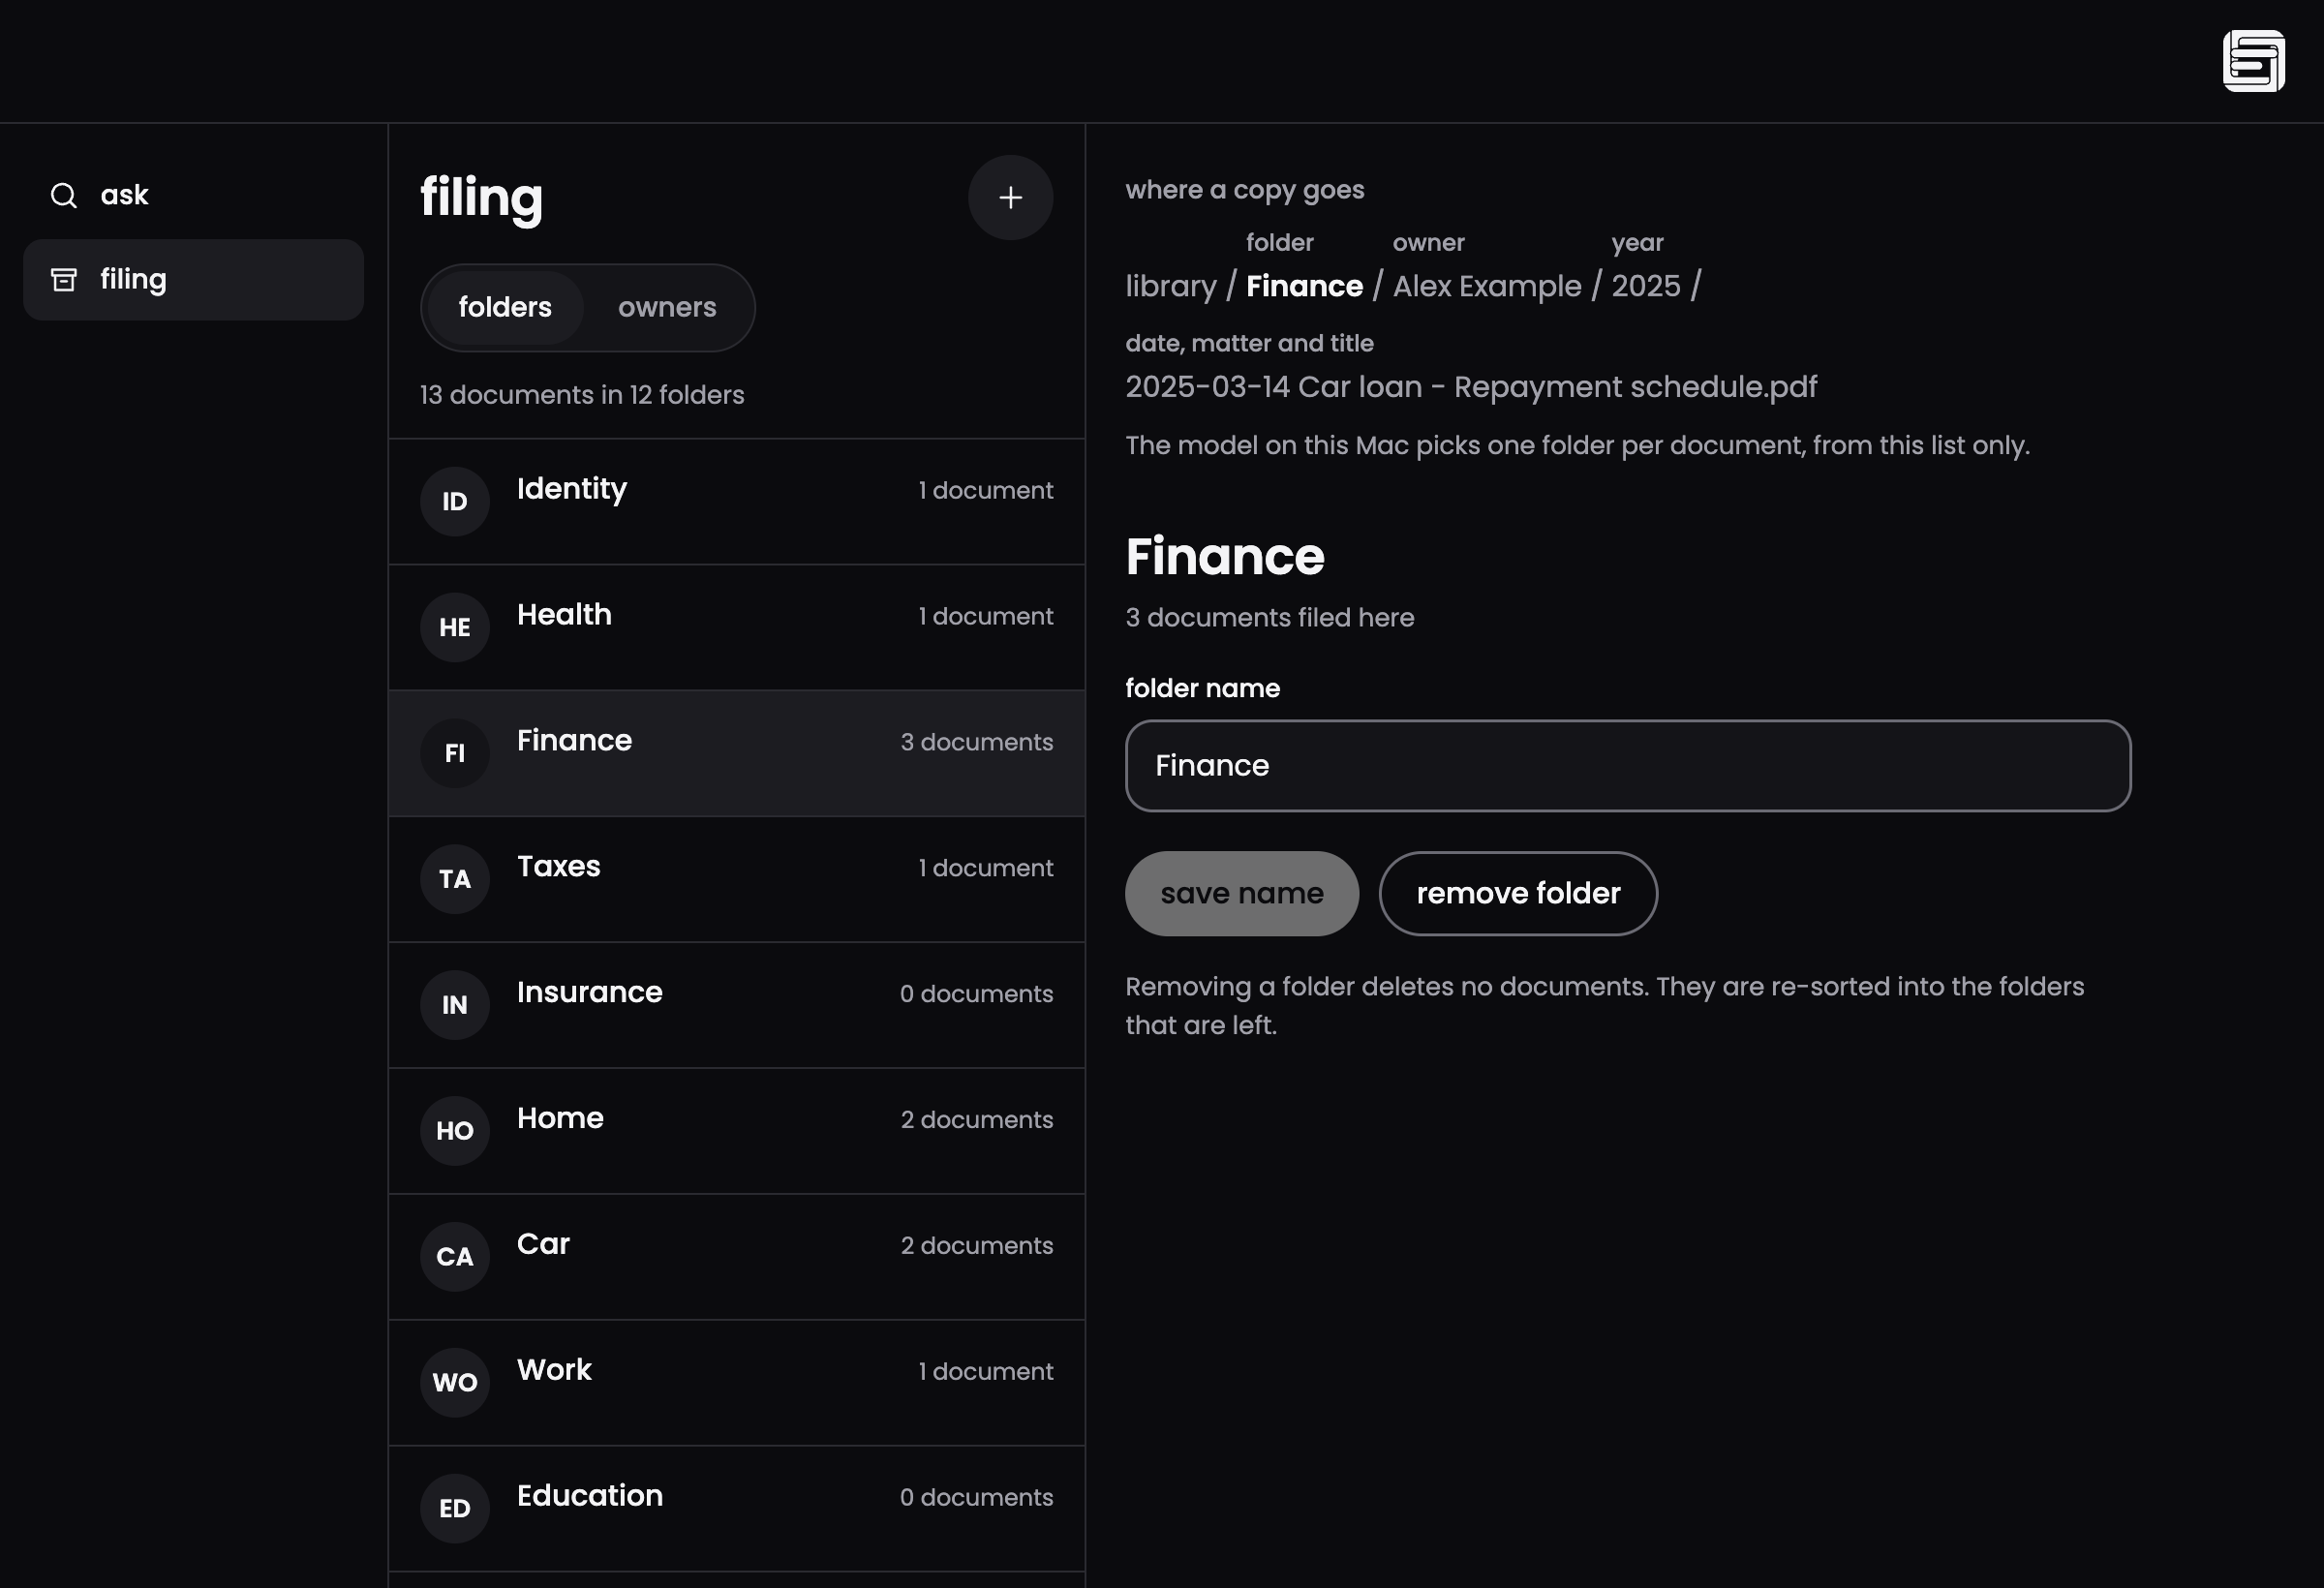 ask
filing
filing
+
folders owners
13 documents in 12 folders
ID Identity 1 document
HE Health 1 document
FI Finance 3 documents
TA Taxes 1 document
IN Insurance 0 documents
HO Home 2 documents
CA Car 2 documents
WO Work 1 document
ED Education 0 documents
where a copy goes
folder owner year
library / Finance / Alex Example / 2025 /
date, matter and title
2025-03-14 Car loan - Repayment schedule.pdf
The model on this Mac picks one folder per document, from this list only.
Finance
3 documents filed here
folder name
Finance
save name remove folder
Removing a folder deletes no documents. They are re-sorted into the folders
that are left.